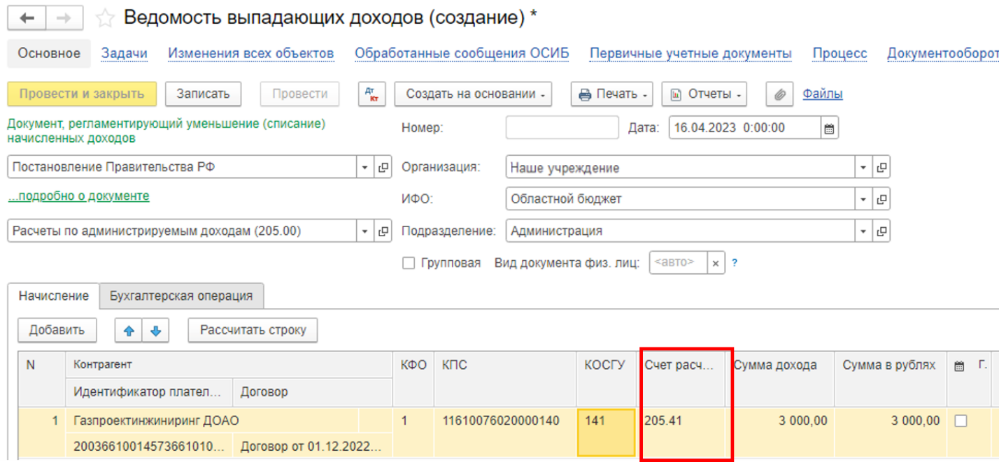 Ведомость выпадающих доходов (создание) *
Основное Задачи Изменения всех объектов Обработанные сообщения ОСИБ Первичные учетные документы Процесс Документооборот
Провести и закрыть Записать Провести Дт Кт Создать на основании Печать Отчеты Файлы
Документ, регламентирующий уменьшение (списание)
начисленных доходов
Номер: Дата: 16.04.2023 0:00:00
Постановление Правительства РФ Организация: Наше учреждение
...подробно о документе ИФО: Областной бюджет
Расчеты по администрируемым доходам (205.00) Подразделение: Администрация
Групповая Вид документа физ. лиц: <авто> × ?
Начисление Бухгалтерская операция
Добавить Рассчитать строку
N Контрагент КФО КПС КОСГУ Счет расч... Сумма дохода Сумма в рублях Г.
Идентификатор плател... Договор
1 Газпроектинжиниринг ДОАО 1 11610076020000140 141 205.41 3 000,00 3 000,00
20036610014573661010... Договор от 01.12.2022...